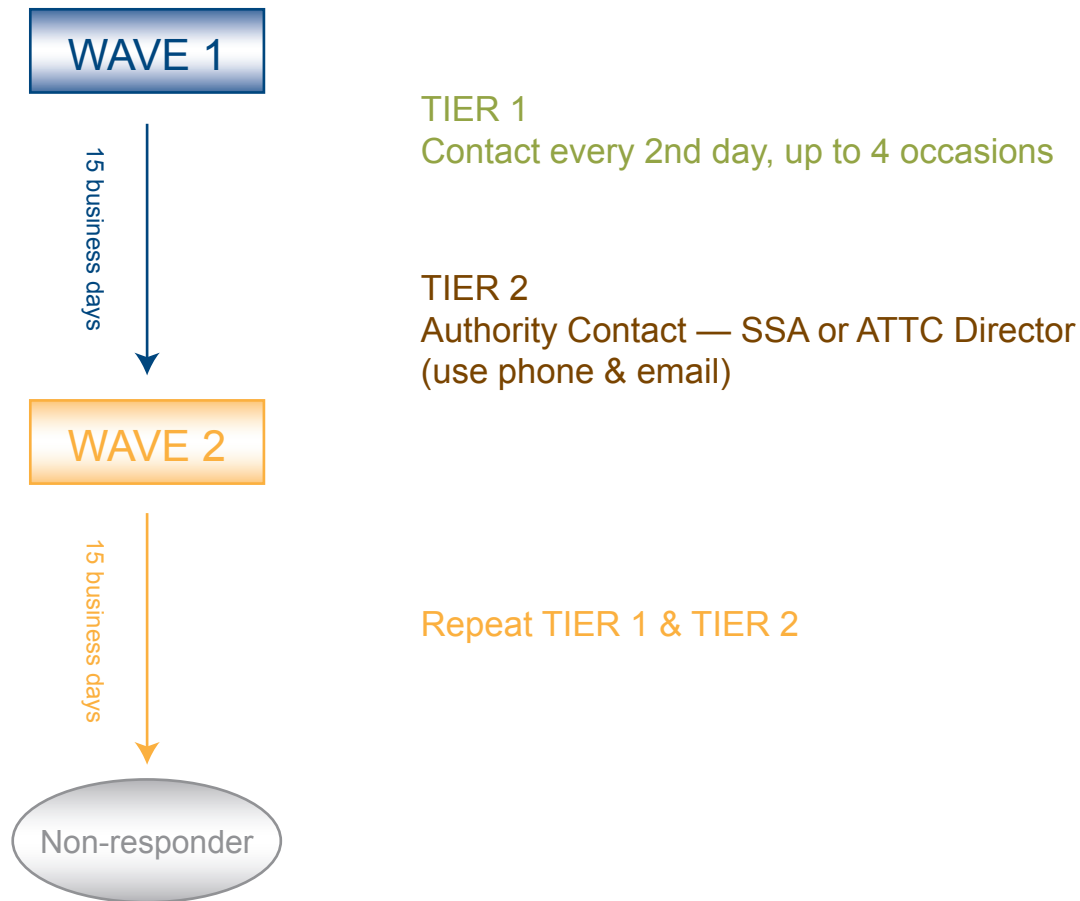 WAVE 1
15 business days
TIER 1
Contact every 2nd day, up to 4 occasions
TIER 2
Authority Contact — SSA or ATTC Director
(use phone & email)
WAVE 2
15 business days
Repeat TIER 1 & TIER 2
Non-responder